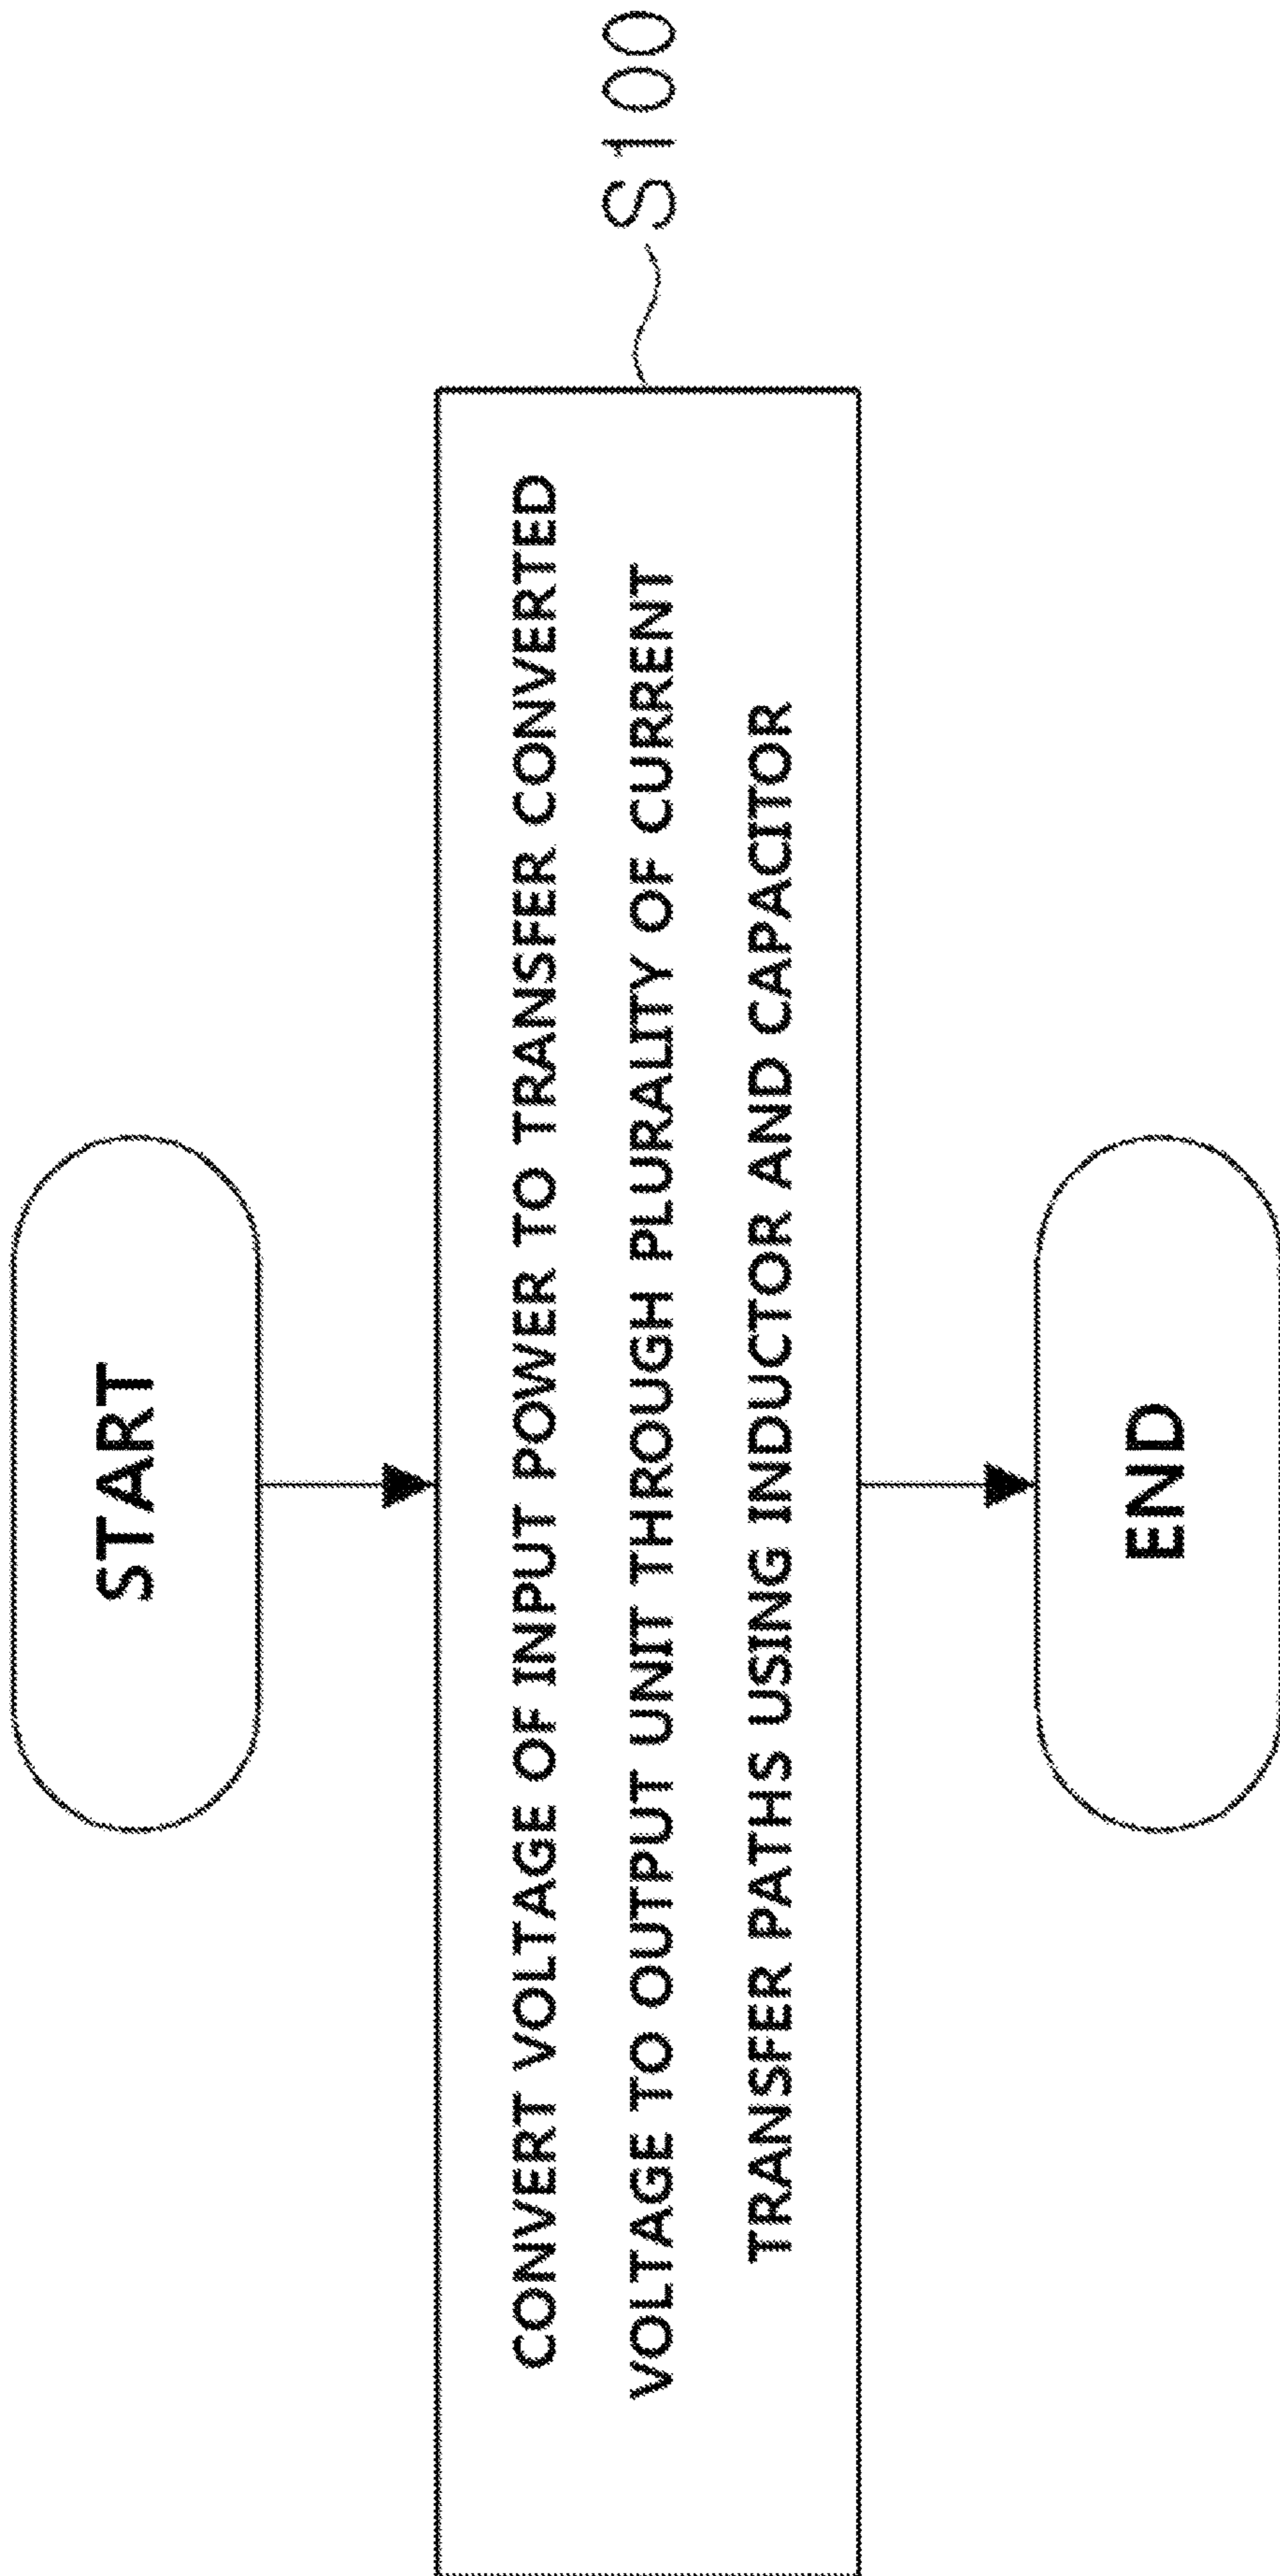 START
CONVERT VOLTAGE OF INPUT POWER TO TRANSFER CONVERTED
VOLTAGE TO OUTPUT UNIT THROUGH PLURALITY OF CURRENT
TRANSFER PATHS USING INDUCTOR AND CAPACITOR
S100
END